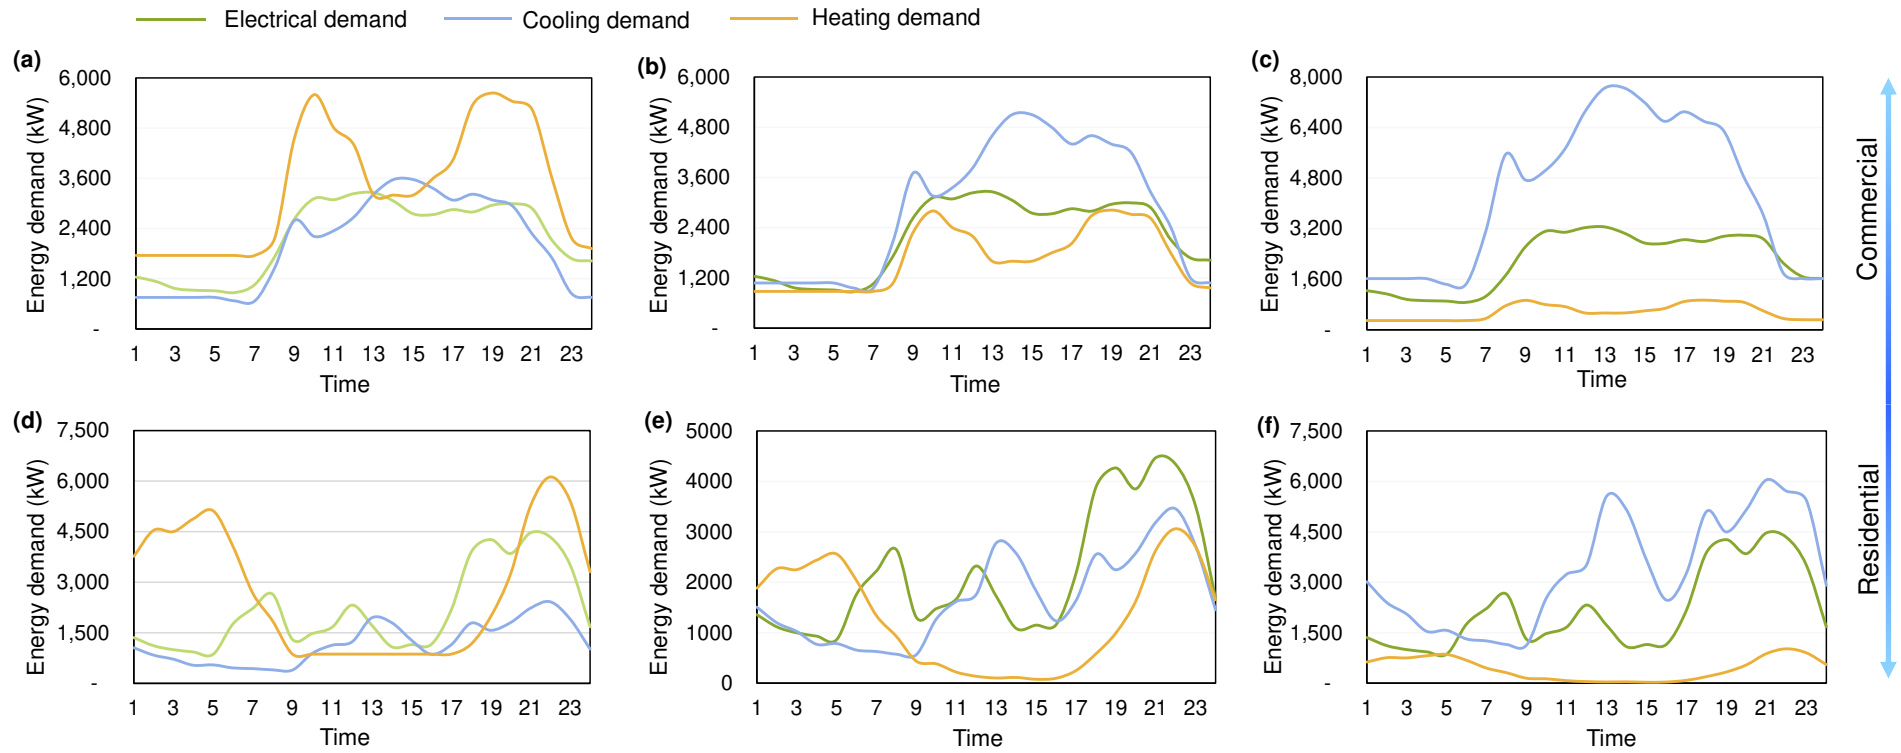 Electrical demand Cooling demand Heating demand
(a)
Energy demand (kW)
6,000
4,800
3,600
2,400
1,200
-
1 3 5 7 9 11 13 15 17 19 21 23
Time
(b)
Energy demand (kW)
6,000
4,800
3,600
2,400
1,200
-
1 3 5 7 9 11 13 15 17 19 21 23
Time
(c)
Energy demand (kW)
8,000
6,400
4,800
3,200
1,600
-
1 3 5 7 9 11 13 15 17 19 21 23
Time
Commercial
(d)
Energy demand (kW)
7,500
6,000
4,500
3,000
1,500
-
1 3 5 7 9 11 13 15 17 19 21 23
Time
(e)
Energy demand (kW)
5000
4000
3000
2000
1000
0
1 3 5 7 9 11 13 15 17 19 21 23
Time
(f)
Energy demand (kW)
7,500
6,000
4,500
3,000
1,500
-
1 3 5 7 9 11 13 15 17 19 21 23
Time
Residential